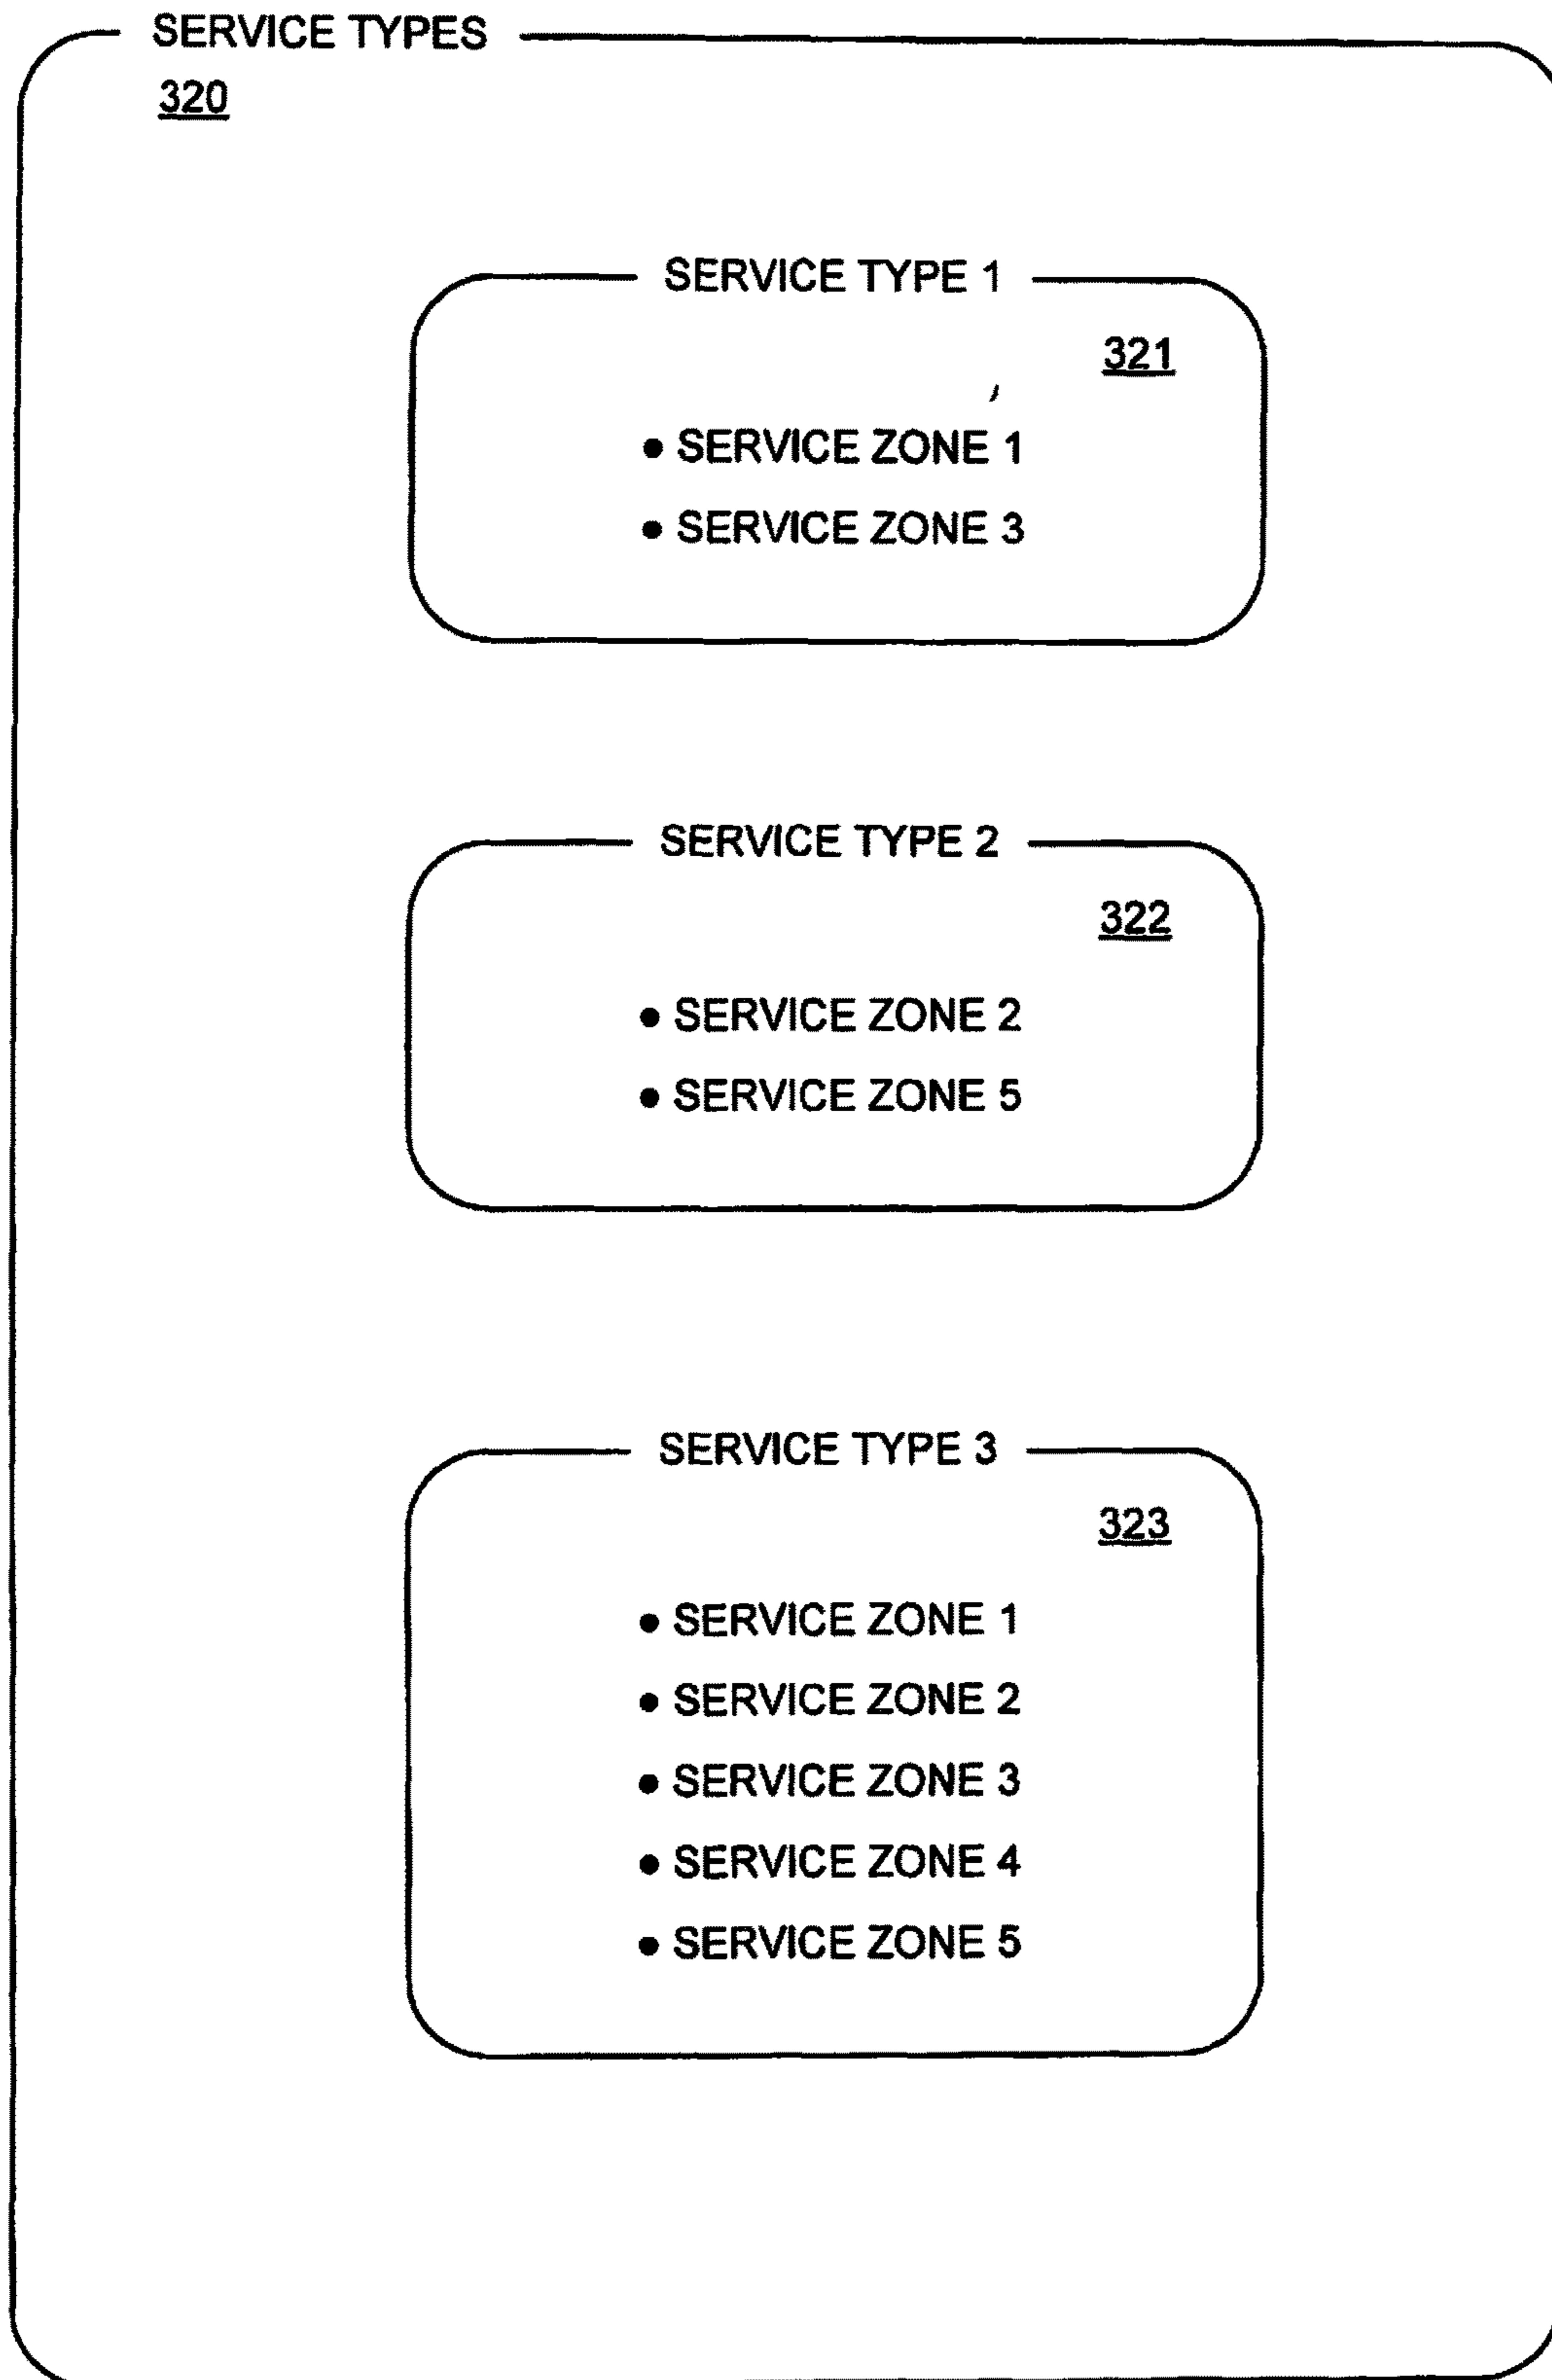 SERVICE TYPES
320
SERVICE TYPE 1
321
• SERVICE ZONE 1
• SERVICE ZONE 3
SERVICE TYPE 2
322
• SERVICE ZONE 2
• SERVICE ZONE 5
SERVICE TYPE 3
323
• SERVICE ZONE 1
• SERVICE ZONE 2
• SERVICE ZONE 3
• SERVICE ZONE 4
• SERVICE ZONE 5